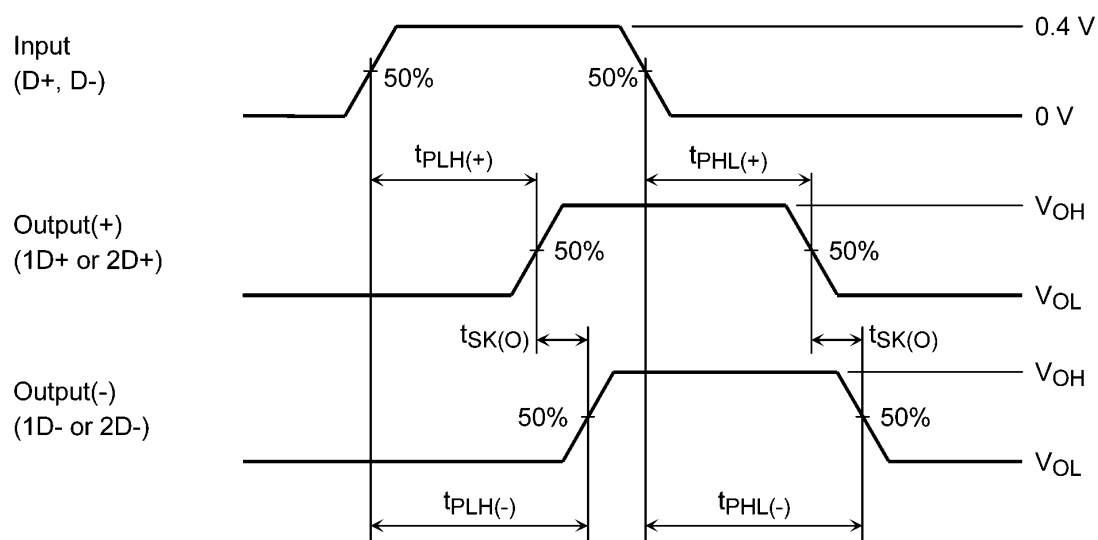 Input
(D+, D-)
50%
50%
0.4 V
0 V
tPLH(+)
tPHL(+)
Output(+)
(1D+ or 2D+)
50%
50%
VOH
VOL
tSK(O)
tSK(O)
Output(-)
(1D- or 2D-)
50%
50%
VOH
VOL
tPLH(-)
tPHL(-)